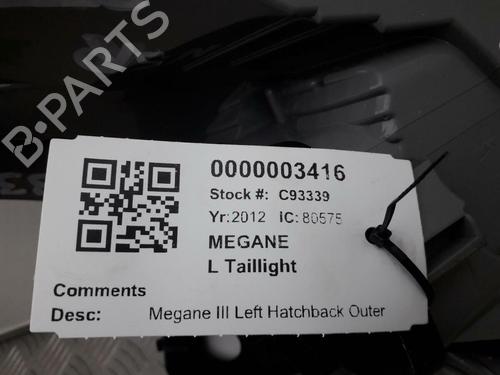 B-PARTS
0000003416
Stock #: C93339
Yr:2012 IC: 80575
MEGANE
L Taillight
Comments
Desc: Megane III Left Hatchback Outer